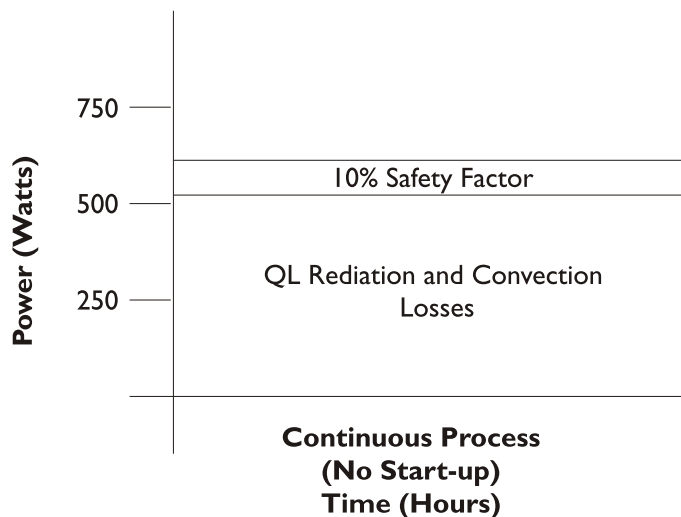 Power (Watts)
750
500
250
10% Safety Factor
QL Rediation and Convection
Losses
Continuous Process
(No Start-up)
Time (Hours)